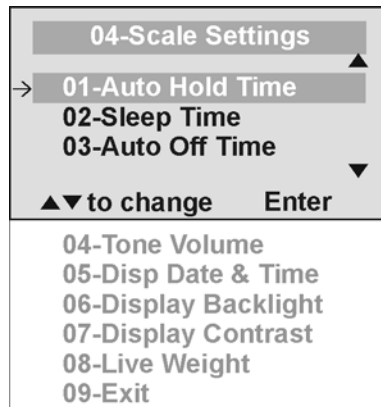 04-Scale Settings
01-Auto Hold Time
02-Sleep Time
03-Auto Off Time
▲▼ to change Enter
04-Tone Volume
05-Disp Date & Time
06-Display Backlight
07-Display Contrast
08-Live Weight
09-Exit